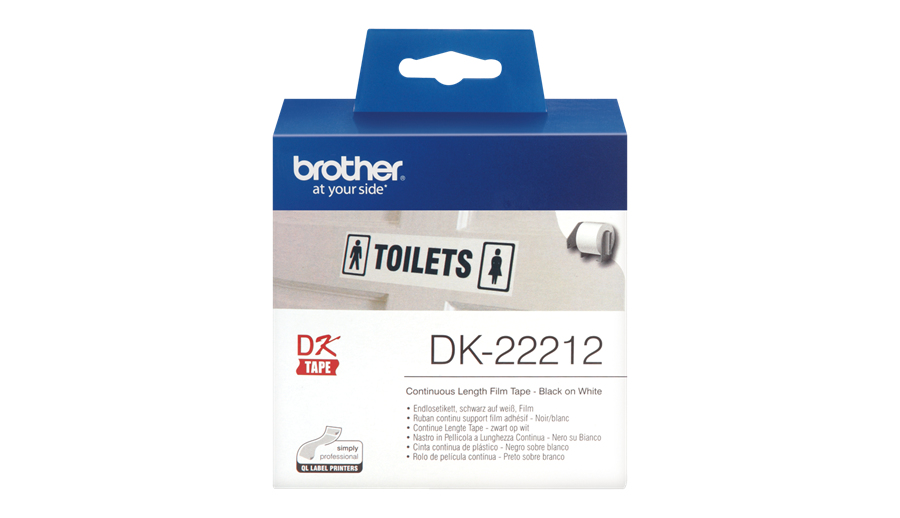 brother
at your side
TOILETS
DK-22212
DK
TAPE
Continuous Length Film Tape - Black on White
• Endlosetikett, schwarz auf weiß, Film
• Ruban continu support film adhésif - Noir/blanc
• Continue Lengte Tape - zwart op wit
• Nastro in Pellicola a Lunghezza Continua - Nero su Bianco
• Cinta continua de plástico - Negro sobre blanco
• Rolo de película continua - Preto sobre branco
simply
professional
QL LABEL PRINTERS